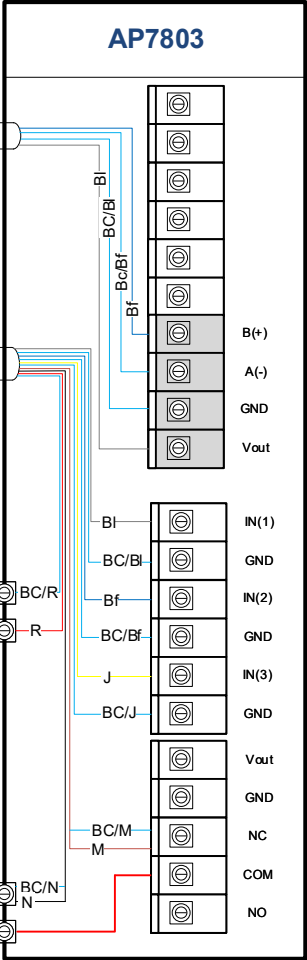 AP7803
Bl
BC/Bl
Bc/Bf
Bf
B(+)
A(-)
GND
Vout
Bl IN(1)
BC/Bl GND
BC/R Bf IN(2)
R BC/Bf GND
J IN(3)
BC/J GND
Vout
GND
BC/M NC
M
BC/N COM
N
NO